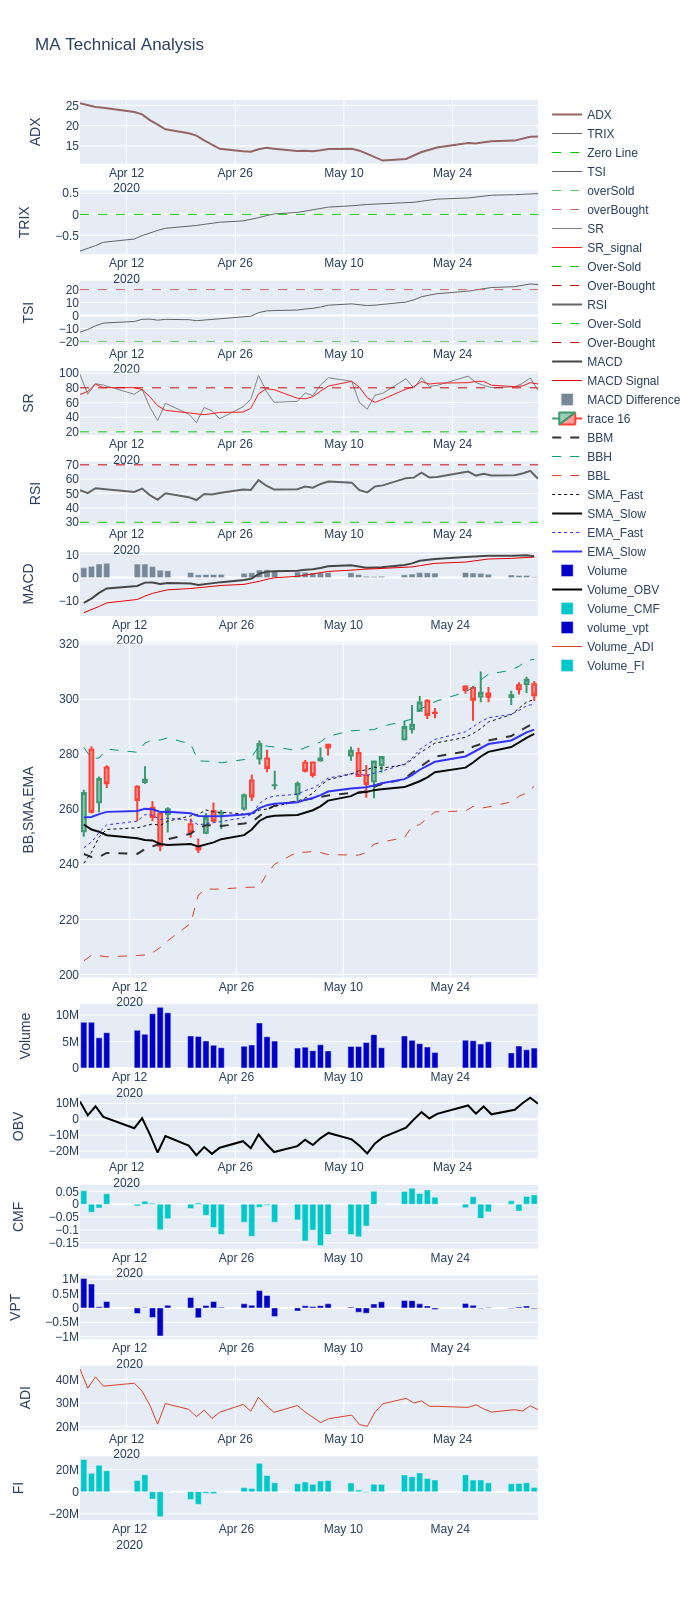 MA Technical Analysis
ADX
25
20
15
Apr 12
2020
Apr 26
May 10
May 24
TRIX
0.5
0
−0.5
Apr 12
2020
Apr 26
May 10
May 24
TSI
20
10
0
−10
−20
Apr 12
2020
Apr 26
May 10
May 24
SR
100
80
60
40
20
Apr 12
2020
Apr 26
May 10
May 24
RSI
70
60
50
40
30
Apr 12
2020
Apr 26
May 10
May 24
MACD
10
0
−10
Apr 12
2020
Apr 26
May 10
May 24
BB,SMA,EMA
320
300
280
260
240
220
200
Apr 12
2020
Apr 26
May 10
May 24
Volume
10M
5M
0
Apr 12
2020
Apr 26
May 10
May 24
OBV
10M
0
−10M
−20M
Apr 12
2020
Apr 26
May 10
May 24
CMF
0.05
0
−0.05
−0.1
−0.15
Apr 12
2020
Apr 26
May 10
May 24
VPT
1M
0.5M
0
−0.5M
−1M
Apr 12
2020
Apr 26
May 10
May 24
ADI
40M
30M
20M
Apr 12
2020
Apr 26
May 10
May 24
FI
20M
0
−20M
Apr 12
2020
Apr 26
May 10
May 24
ADX
TRIX
Zero Line
TSI
overSold
overBought
SR
SR_signal
Over-Sold
Over-Bought
RSI
Over-Sold
Over-Bought
MACD
MACD Signal
MACD Difference
trace 16
BBM
BBH
BBL
SMA_Fast
SMA_Slow
EMA_Fast
EMA_Slow
Volume
Volume_OBV
Volume_CMF
volume_vpt
Volume_ADI
Volume_FI